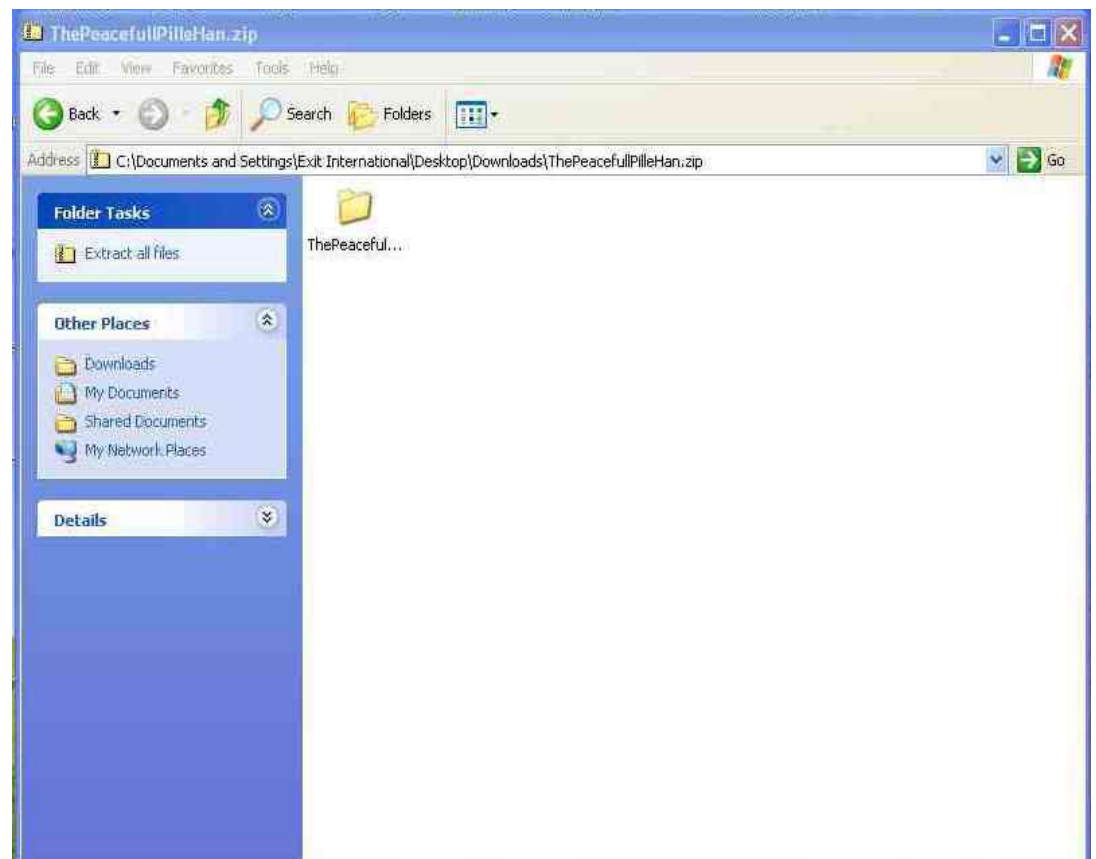 ThePeacefullPilleHan.zip
File Edit View Favorites Tools Help
Back Search Folders
Address C:\Documents and Settings\Exit International\Desktop\Downloads\ThePeacefullPilleHan.zip Go
Folder Tasks
Extract all files
ThePeaceful...
Other Places
Downloads
My Documents
Shared Documents
My Network Places
Details